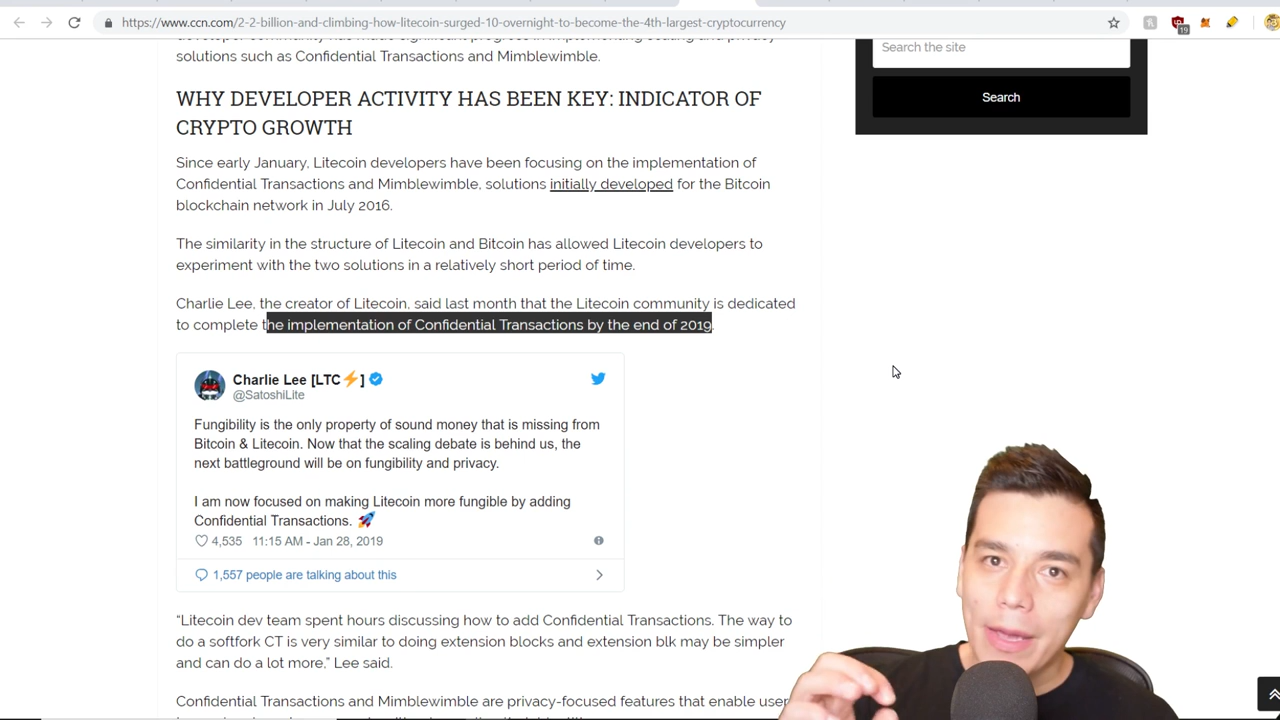 https://www.ccn.com/2-2-billion-and-climbing-how-litecoin-surged-10-overnight-to-become-the-4th-largest-cryptocurrency
19
solutions such as Confidential Transactions and Mimblewimble.
Search the site
Search
WHY DEVELOPER ACTIVITY HAS BEEN KEY: INDICATOR OF
CRYPTO GROWTH
Since early January, Litecoin developers have been focusing on the implementation of
Confidential Transactions and Mimblewimble, solutions initially developed for the Bitcoin
blockchain network in July 2016.
The similarity in the structure of Litecoin and Bitcoin has allowed Litecoin developers to
experiment with the two solutions in a relatively short period of time.
Charlie Lee, the creator of Litecoin, said last month that the Litecoin community is dedicated
to complete the implementation of Confidential Transactions by the end of 2019.
Charlie Lee [LTC⚡]
@SatoshiLite
Fungibility is the only property of sound money that is missing from
Bitcoin & Litecoin. Now that the scaling debate is behind us, the
next battleground will be on fungibility and privacy.
I am now focused on making Litecoin more fungible by adding
Confidential Transactions. 🚀
4,535 11:15 AM - Jan 28, 2019
1,557 people are talking about this
“Litecoin dev team spent hours discussing how to add Confidential Transactions. The way to
do a softfork CT is very similar to doing extension blocks and extension blk may be simpler
and can do a lot more,” Lee said.
Confidential Transactions and Mimblewimble are privacy-focused features that enable user